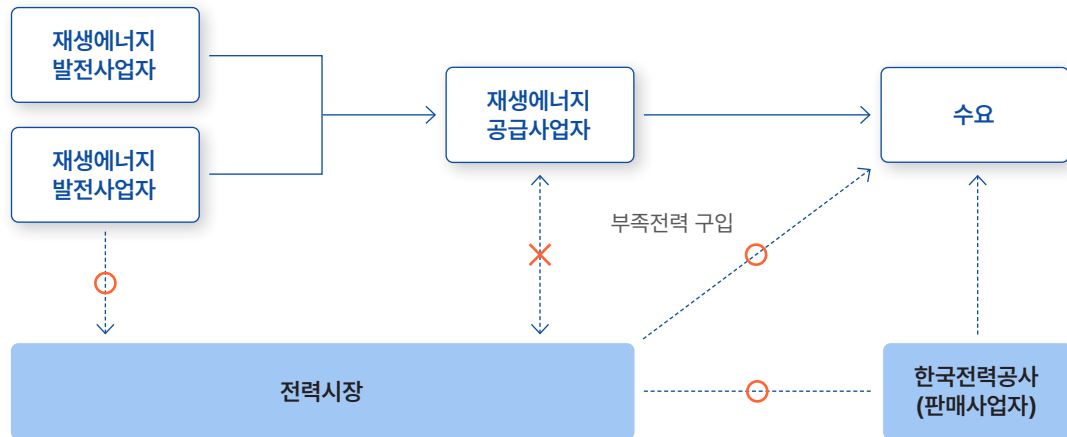 재생에너지
발전사업자
재생에너지
공급사업자
수요
재생에너지
발전사업자
부족전력 구입
전력시장
한국전력공사
(판매사업자)